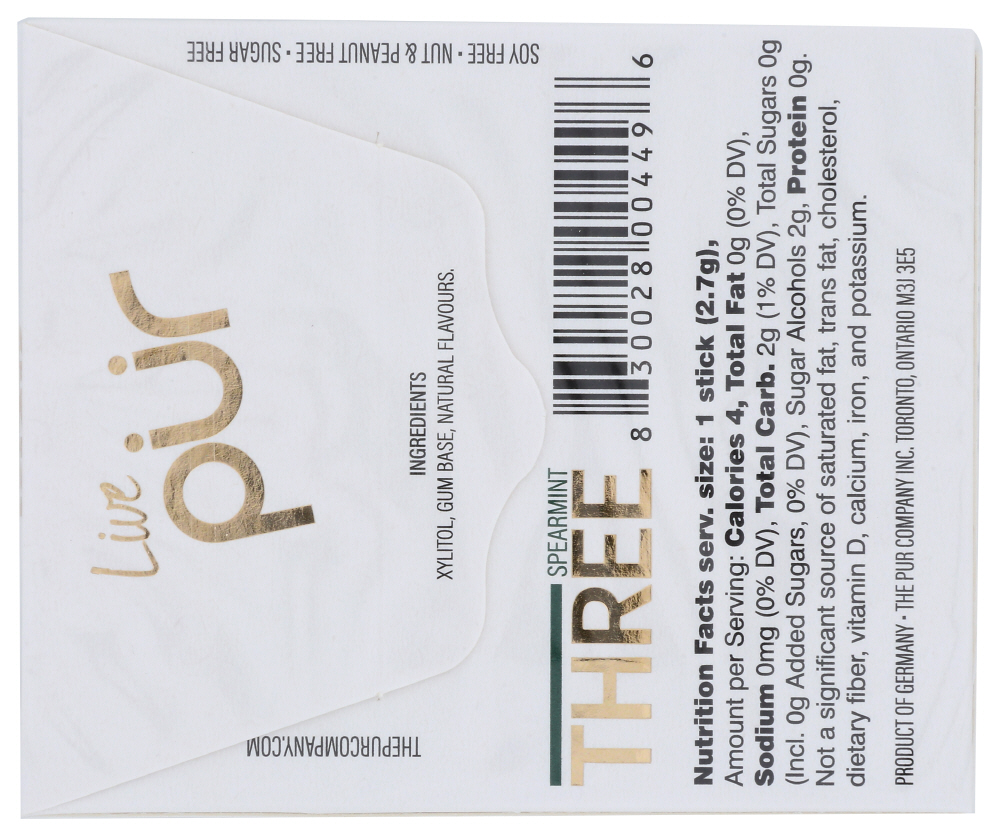 SOY FREE • NUT & PEANUT FREE • SUGAR FREE
Live
pür
INGREDIENTS
XYLITOL, GUM BASE, NATURAL FLAVOURS.
THEPURCOMPANY.COM
SPEARMINT
THREE
8 30028 00449 6
Nutrition Facts serv. size: 1 stick (2.7g),
Amount per Serving: Calories 4, Total Fat 0g (0% DV),
Sodium 0mg (0% DV), Total Carb. 2g (1% DV), Total Sugars 0g
(Incl. 0g Added Sugars, 0% DV), Sugar Alcohols 2g, Protein 0g.
Not a significant source of saturated fat, trans fat, cholesterol,
dietary fiber, vitamin D, calcium, iron, and potassium.
PRODUCT OF GERMANY • THE PUR COMPANY INC. TORONTO, ONTARIO M3J 3E5